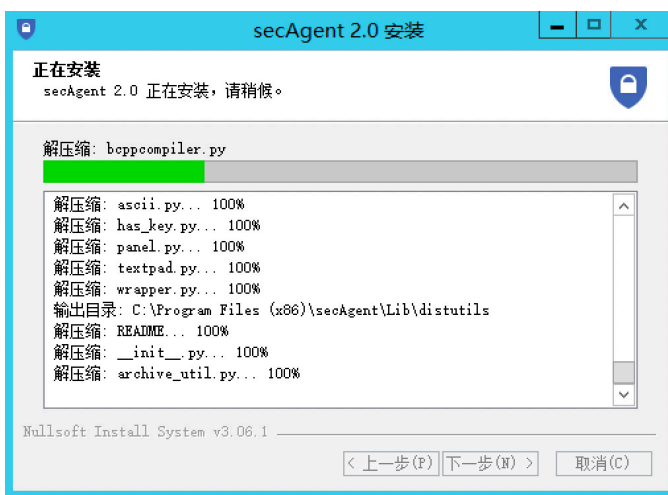 secAgent 2.0 安装
正在安装
secAgent 2.0 正在安装，请稍候。
解压缩: bcppcompiler.py
解压缩: ascii.py... 100%
解压缩: has_key.py... 100%
解压缩: panel.py... 100%
解压缩: textpad.py... 100%
解压缩: wrapper.py... 100%
输出目录: C:\Program Files (x86)\secAgent\Lib\distutils
解压缩: README... 100%
解压缩: __init__.py... 100%
解压缩: archive_util.py... 100%
Nullsoft Install System v3.06.1
< 上一步(P) 下一步(N) > 取消(C)